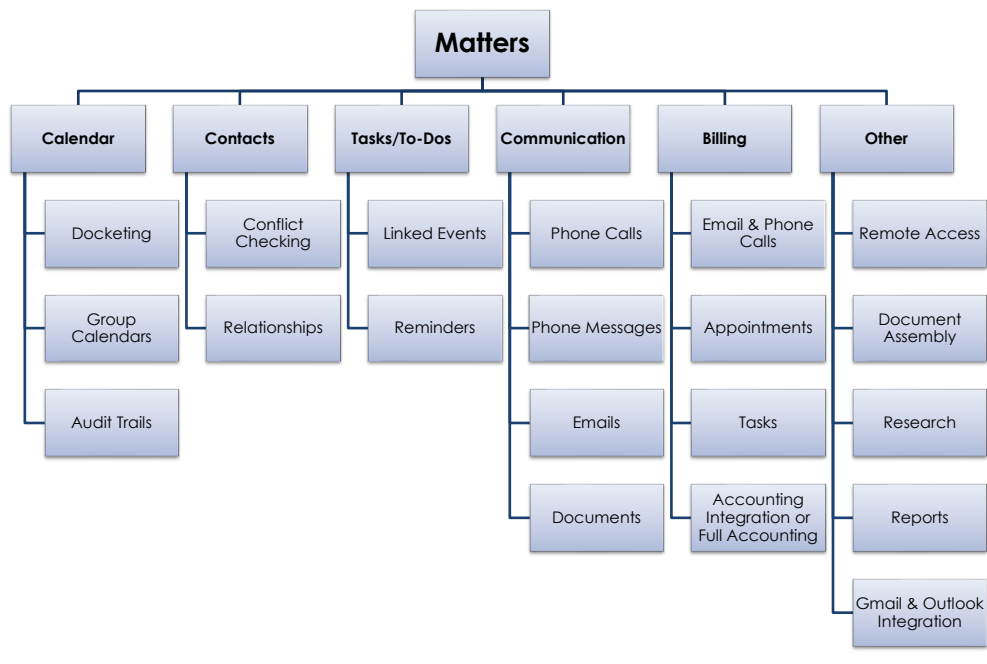 Matters
Calendar
Contacts
Tasks/To-Dos
Communication
Billing
Other
Docketing
Group
Calendars
Audit Trails
Conflict
Checking
Relationships
Linked Events
Reminders
Phone Calls
Phone Messages
Emails
Documents
Email & Phone
Calls
Appointments
Tasks
Accounting
Integration or
Full Accounting
Remote Access
Document
Assembly
Research
Reports
Gmail & Outlook
Integration